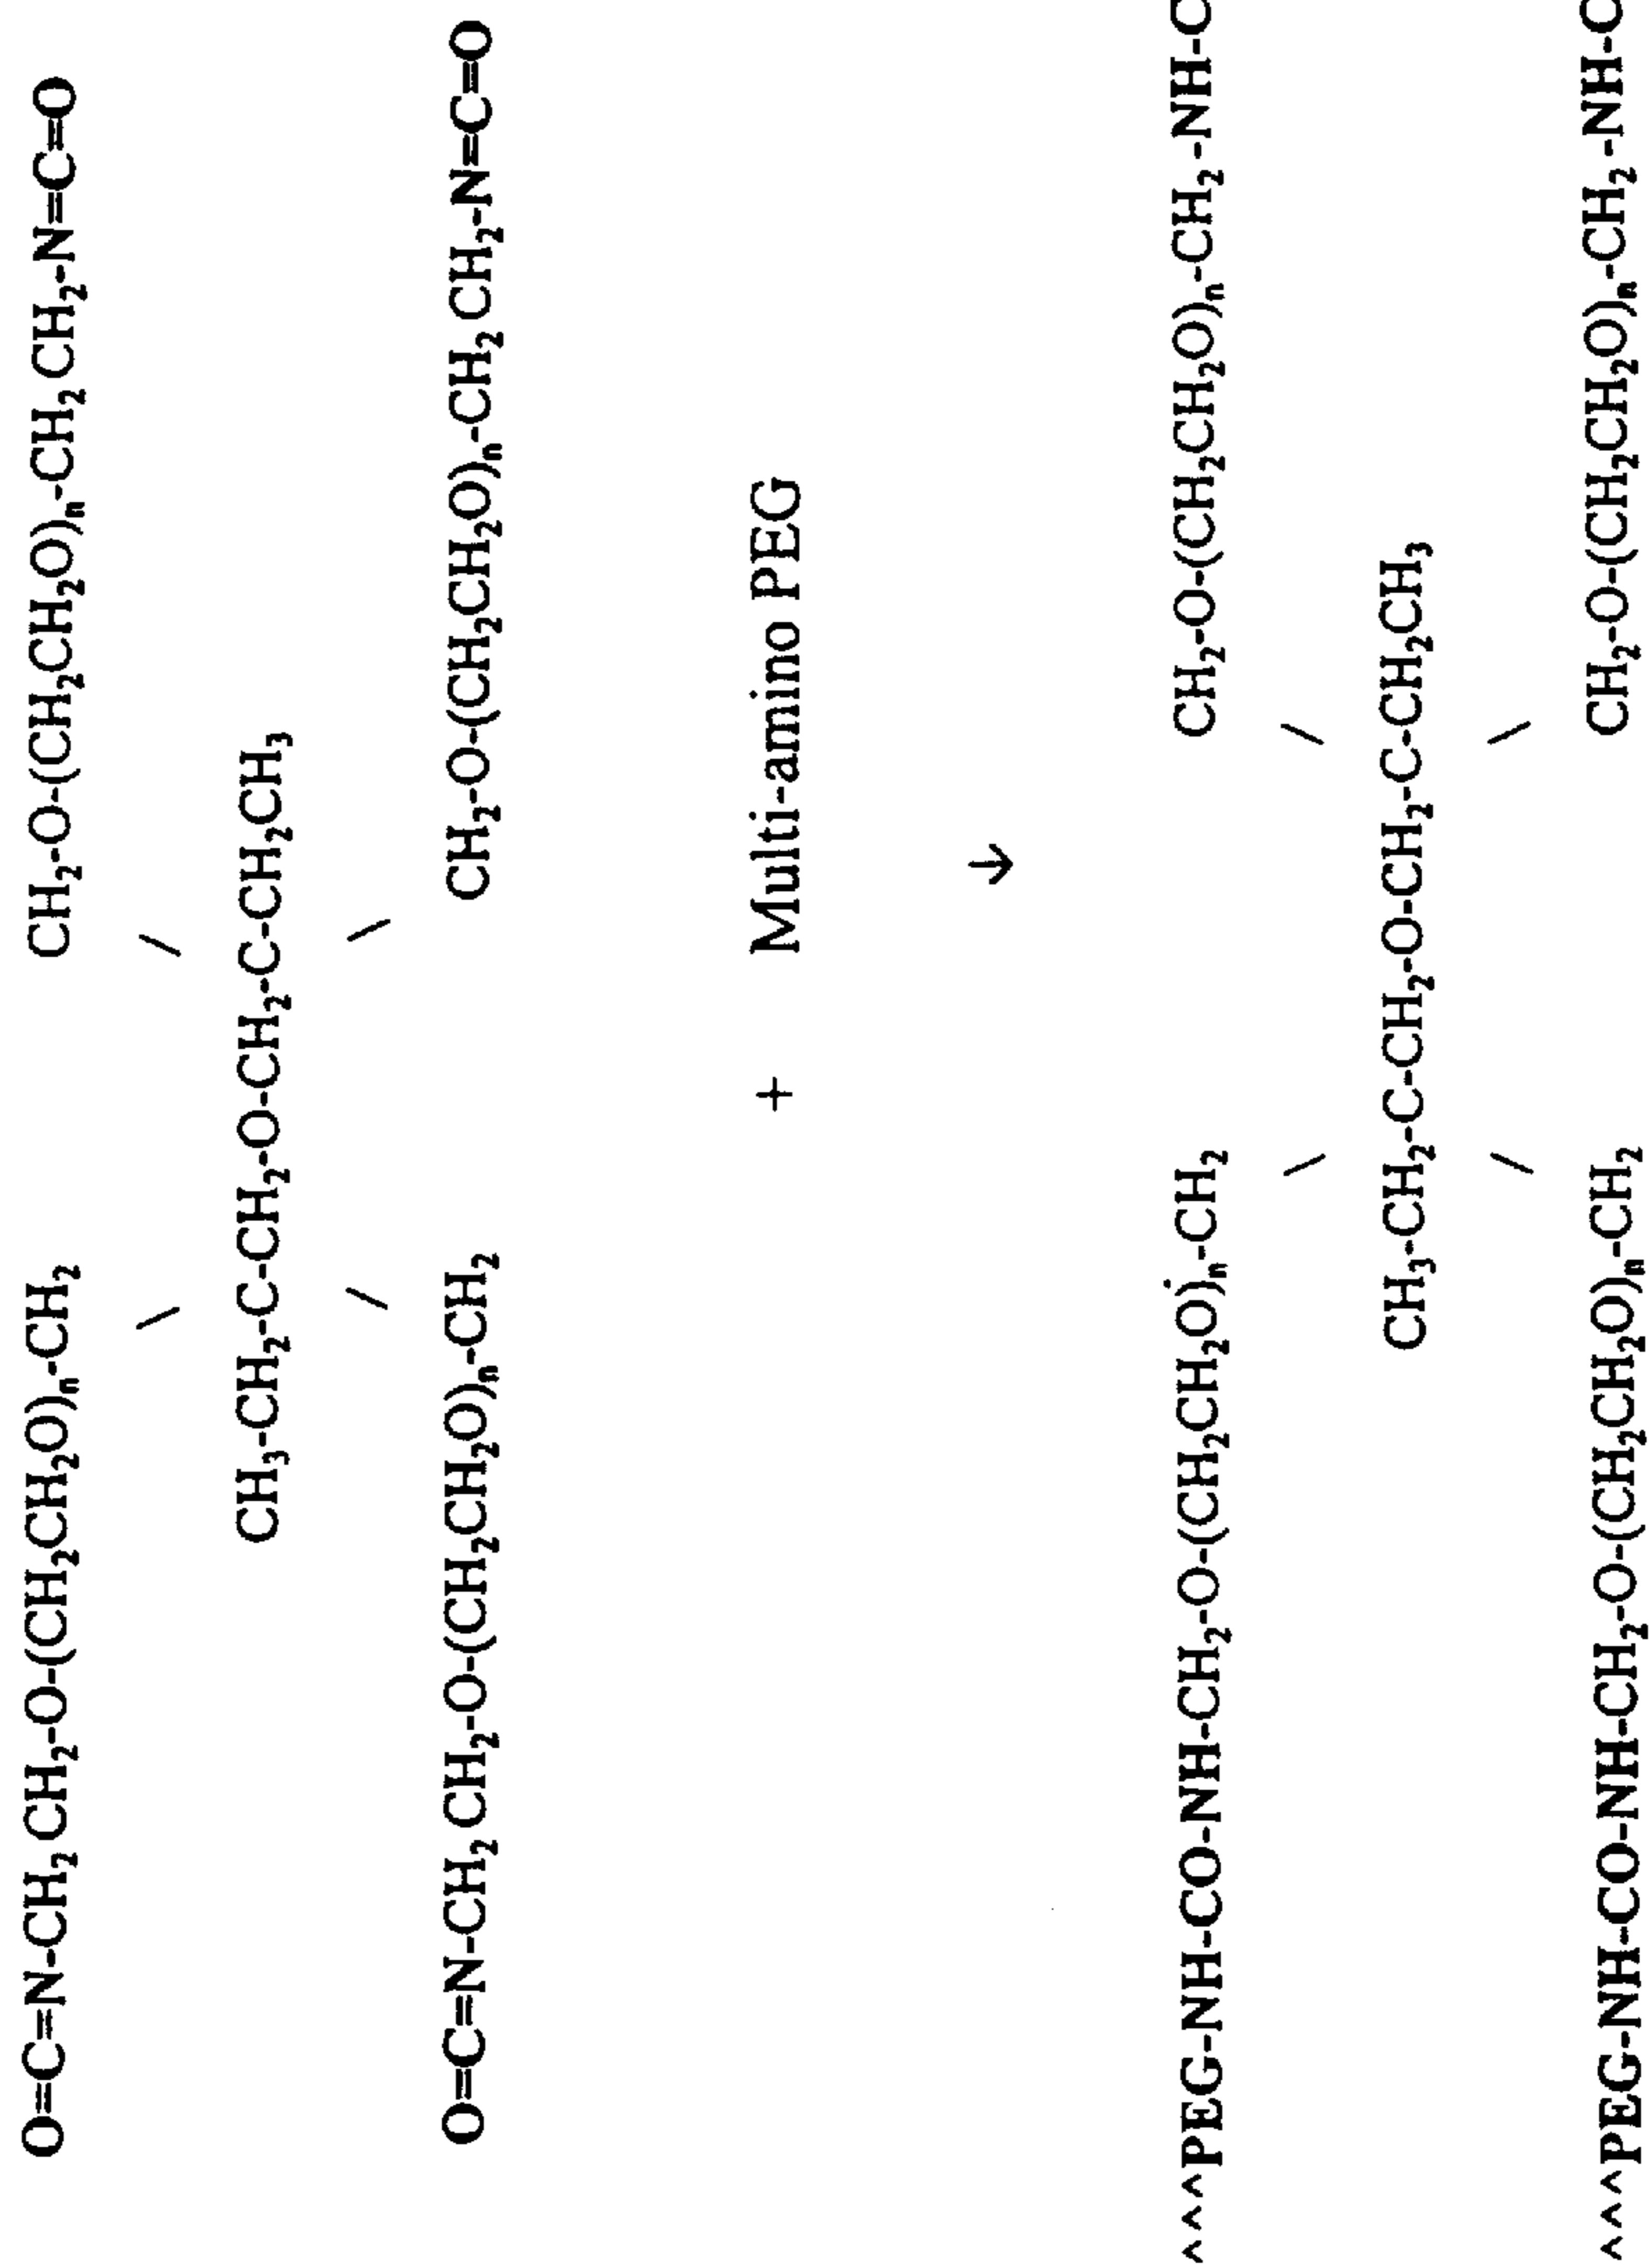 O=C=N-CH₂CH₂-O-(CH₂CH₂O)ₙ-CH₂ CH₂-O-(CH₂CH₂O)ₙ-CH₂CH₂-N=C=O
\ /
CH₃-CH₂-C-CH₂-O-CH₂-C-CH₂CH₃
/ \
O=C=N-CH₂CH₂-O-(CH₂CH₂O)ₙ-CH₂ CH₂-O-(CH₂CH₂O)ₙ-CH₂CH₂-N=C=O
+ Multi-amino PEG
↓
^^^PEG-NH-CO-NH-CH₂-O-(CH₂CH₂O)ₙ-CH₂ CH₂-O-(CH₂CH₂O)ₙ-CH₂-NH-C
\ /
CH₃-CH₂-C-CH₂-O-CH₂-C-CH₂CH₃
/ \
^^^PEG-NH-CO-NH-CH₂-O-(CH₂CH₂O)ₙ-CH₂ CH₂-O-(CH₂CH₂O)ₙ-CH₂-NH-C